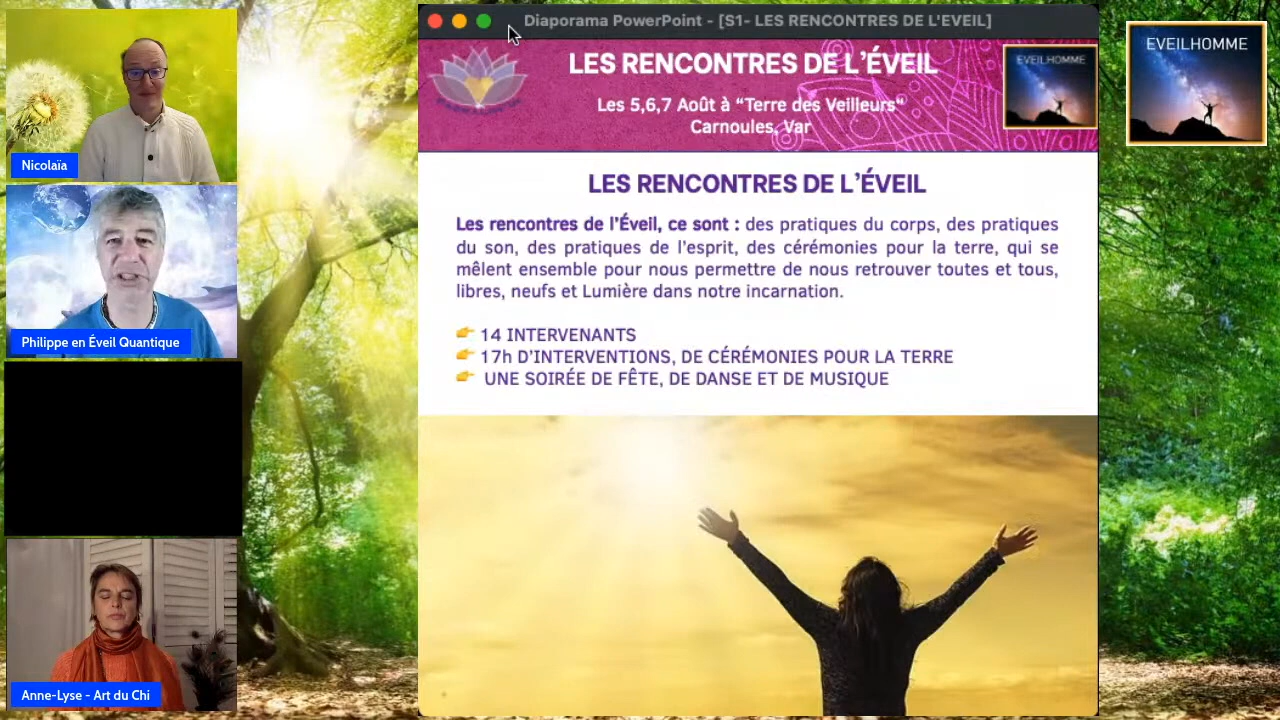 Diaporama PowerPoint - [S1- LES RENCONTRES DE L'EVEIL]
LES RENCONTRES DE L’ÉVEIL
Les 5,6,7 Août à “Terre des Veilleurs“
Carnoules, Var
EVEILHOMME
EVEILHOMME
LES RENCONTRES DE L’ÉVEIL
Les rencontres de l’Éveil, ce sont : des pratiques du corps, des pratiques
du son, des pratiques de l’esprit, des cérémonies pour la terre, qui se
mêlent ensemble pour nous permettre de nous retrouver toutes et tous,
libres, neufs et Lumière dans notre incarnation.
👉 14 INTERVENANTS
👉 17h D’INTERVENTIONS, DE CÉRÉMONIES POUR LA TERRE
👉 UNE SOIRÉE DE FÊTE, DE DANSE ET DE MUSIQUE
Nicolaïa
Philippe en Éveil Quantique
Anne-Lyse - Art du Chi